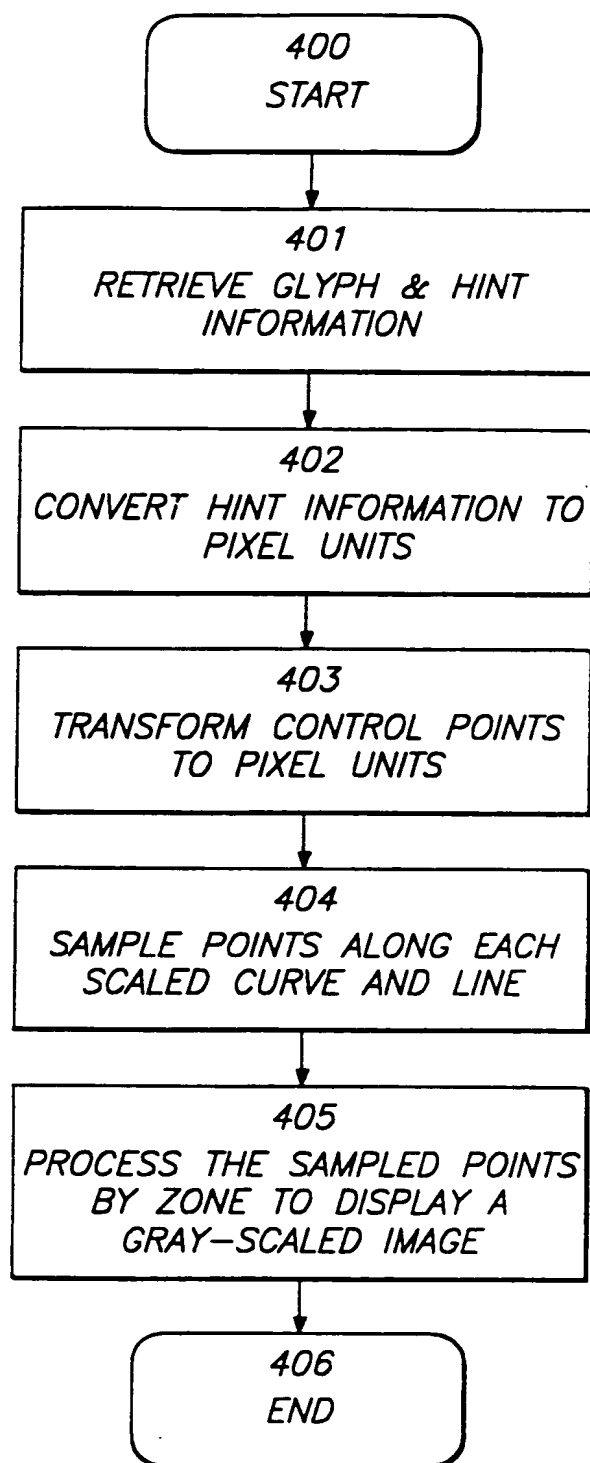 400
START
401
RETRIEVE GLYPH & HINT
INFORMATION
402
CONVERT HINT INFORMATION TO
PIXEL UNITS
403
TRANSFORM CONTROL POINTS
TO PIXEL UNITS
404
SAMPLE POINTS ALONG EACH
SCALED CURVE AND LINE
405
PROCESS THE SAMPLED POINTS
BY ZONE TO DISPLAY A
GRAY-SCALED IMAGE
406
END